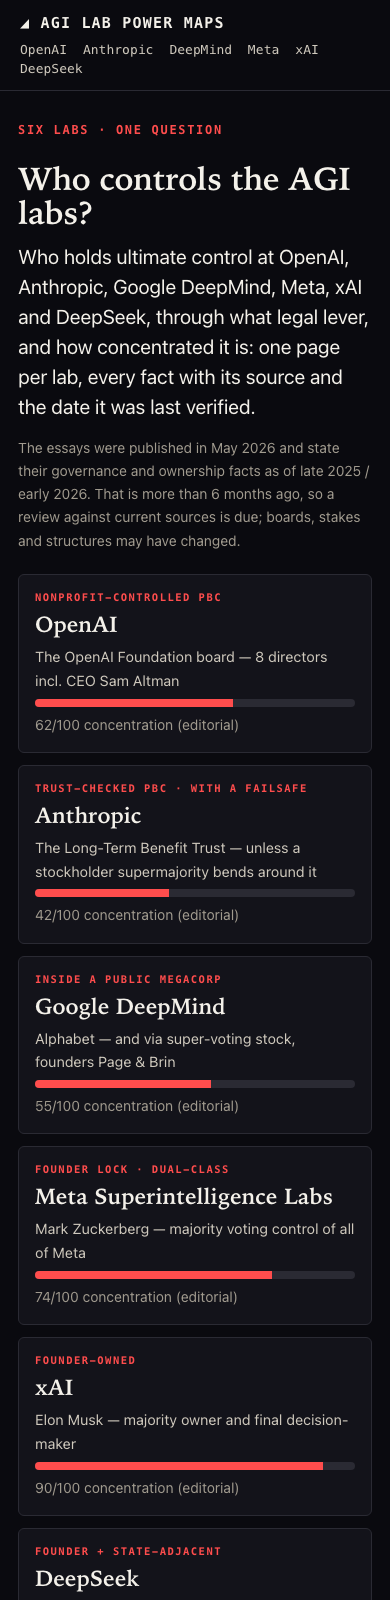 ◢ AGI LAB POWER MAPS
OpenAI Anthropic DeepMind Meta xAI
DeepSeek
SIX LABS · ONE QUESTION
Who controls the AGI
labs?
Who holds ultimate control at OpenAI,
Anthropic, Google DeepMind, Meta, xAI
and DeepSeek, through what legal lever,
and how concentrated it is: one page
per lab, every fact with its source and
the date it was last verified.
The essays were published in May 2026 and state
their governance and ownership facts as of late 2025 /
early 2026. That is more than 6 months ago, so a
review against current sources is due; boards, stakes
and structures may have changed.
NONPROFIT-CONTROLLED PBC
OpenAI
The OpenAI Foundation board — 8 directors
incl. CEO Sam Altman
62/100 concentration (editorial)
TRUST-CHECKED PBC · WITH A FAILSAFE
Anthropic
The Long-Term Benefit Trust — unless a
stockholder supermajority bends around it
42/100 concentration (editorial)
INSIDE A PUBLIC MEGACORP
Google DeepMind
Alphabet — and via super-voting stock,
founders Page & Brin
55/100 concentration (editorial)
FOUNDER LOCK · DUAL-CLASS
Meta Superintelligence Labs
Mark Zuckerberg — majority voting control of all
of Meta
74/100 concentration (editorial)
FOUNDER-OWNED
xAI
Elon Musk — majority owner and final decision-
maker
90/100 concentration (editorial)
FOUNDER + STATE-ADJACENT
DeepSeek